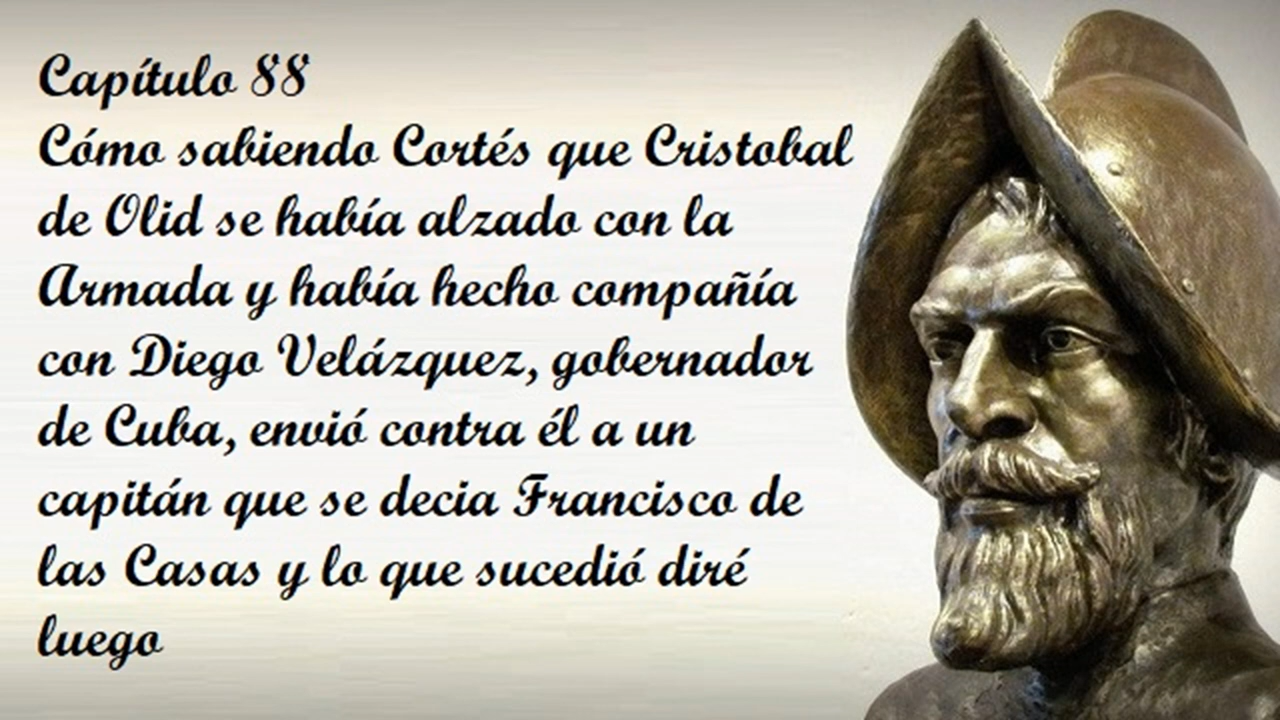 Capítulo 88
Cómo sabiendo Cortés que Cristobal
de Olid se había alzado con la
Armada y había hecho compañía
con Diego Velázquez, gobernador
de Cuba, envió contra él a un
capitán que se decia Francisco de
las Casas y lo que sucedió diré
luego